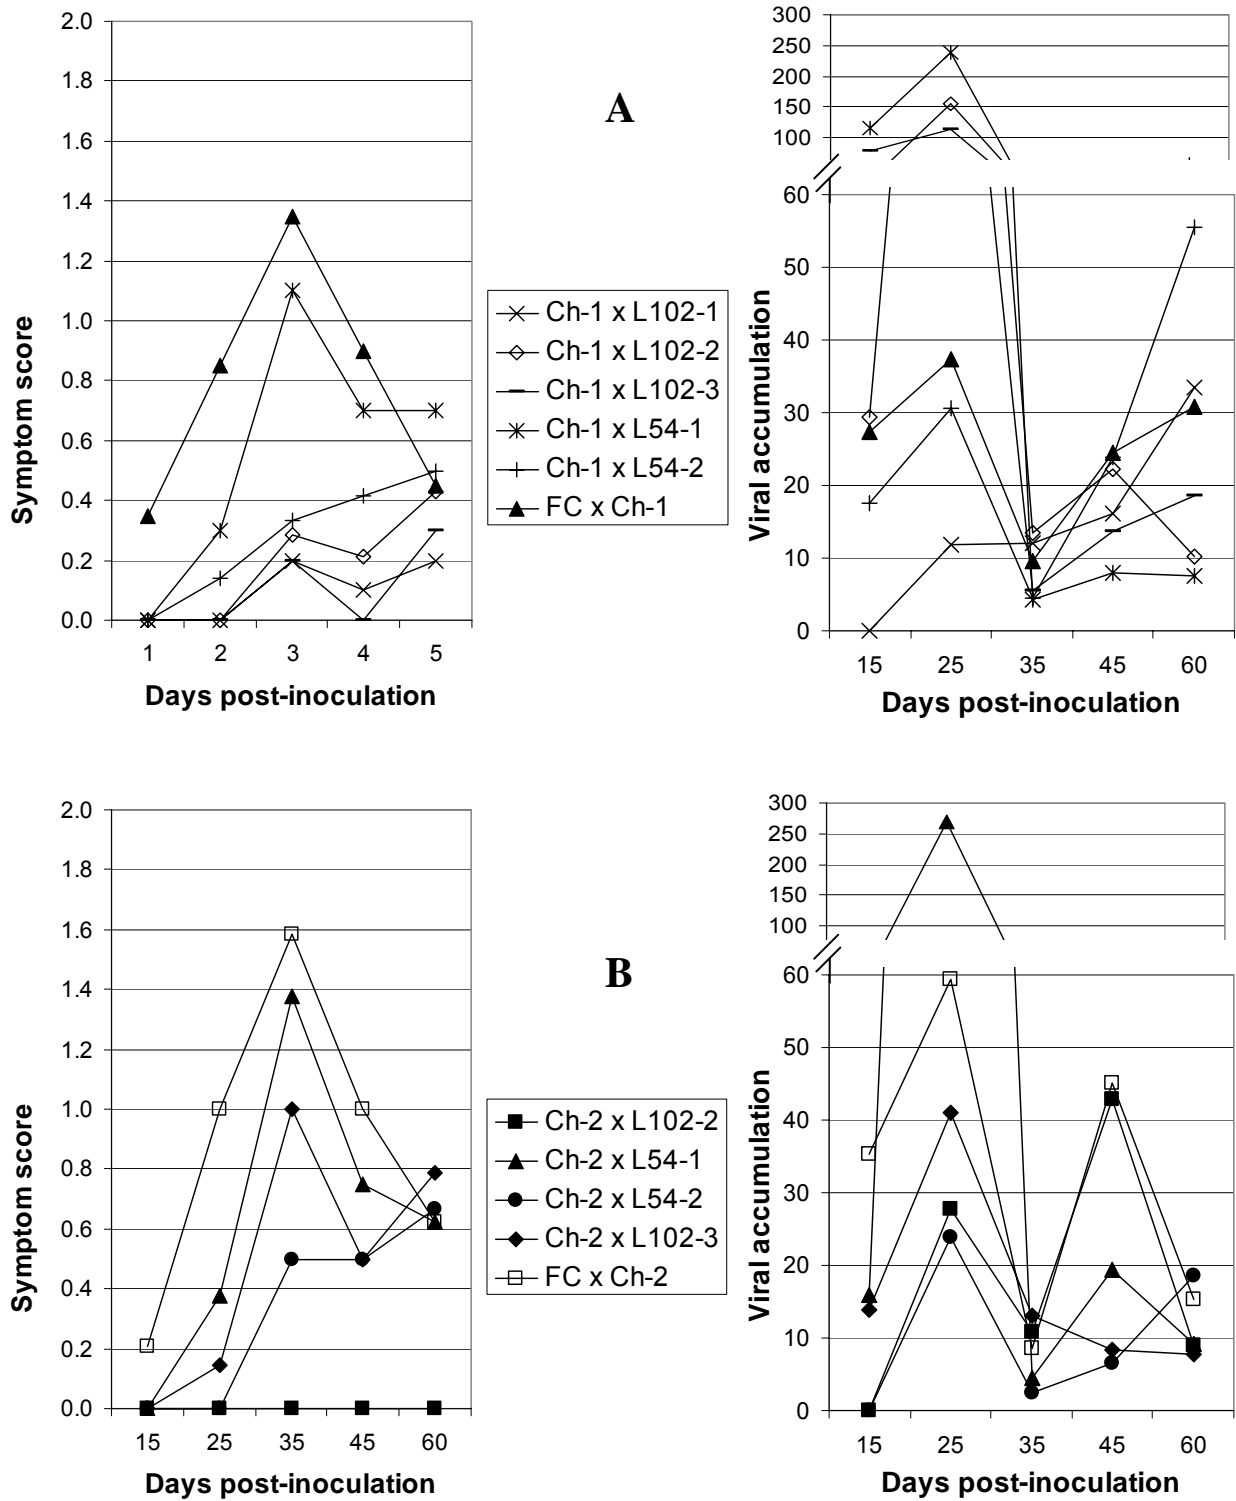 2.0
1.8
1.6
1.4
1.2
1.0
0.8
0.6
0.4
0.2
0.0
Symptom score
1 2 3 4 5
Days post-inoculation
A
Ch-1 x L102-1
Ch-1 x L102-2
Ch-1 x L102-3
Ch-1 x L54-1
Ch-1 x L54-2
FC x Ch-1
300
250
200
150
100
60
50
40
30
20
10
0
Viral accumulation
15 25 35 45 60
Days post-inoculation
2.0
1.8
1.6
1.4
1.2
1.0
0.8
0.6
0.4
0.2
0.0
Symptom score
15 25 35 45 60
Days post-inoculation
B
Ch-2 x L102-2
Ch-2 x L54-1
Ch-2 x L54-2
Ch-2 x L102-3
FC x Ch-2
300
250
200
150
100
60
50
40
30
20
10
0
Viral accumulation
15 25 35 45 60
Days post-inoculation